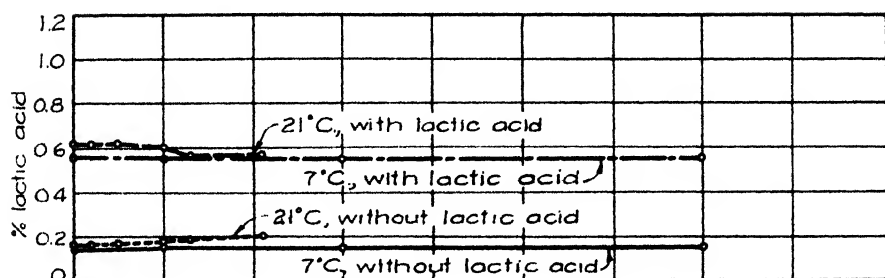 1.2
1.0
0.8
0.6
0.4
0.2
0
% lactic acid
21°C, with lactic acid
7°C, with lactic acid
21°C, without lactic acid
7°C, without lactic acid